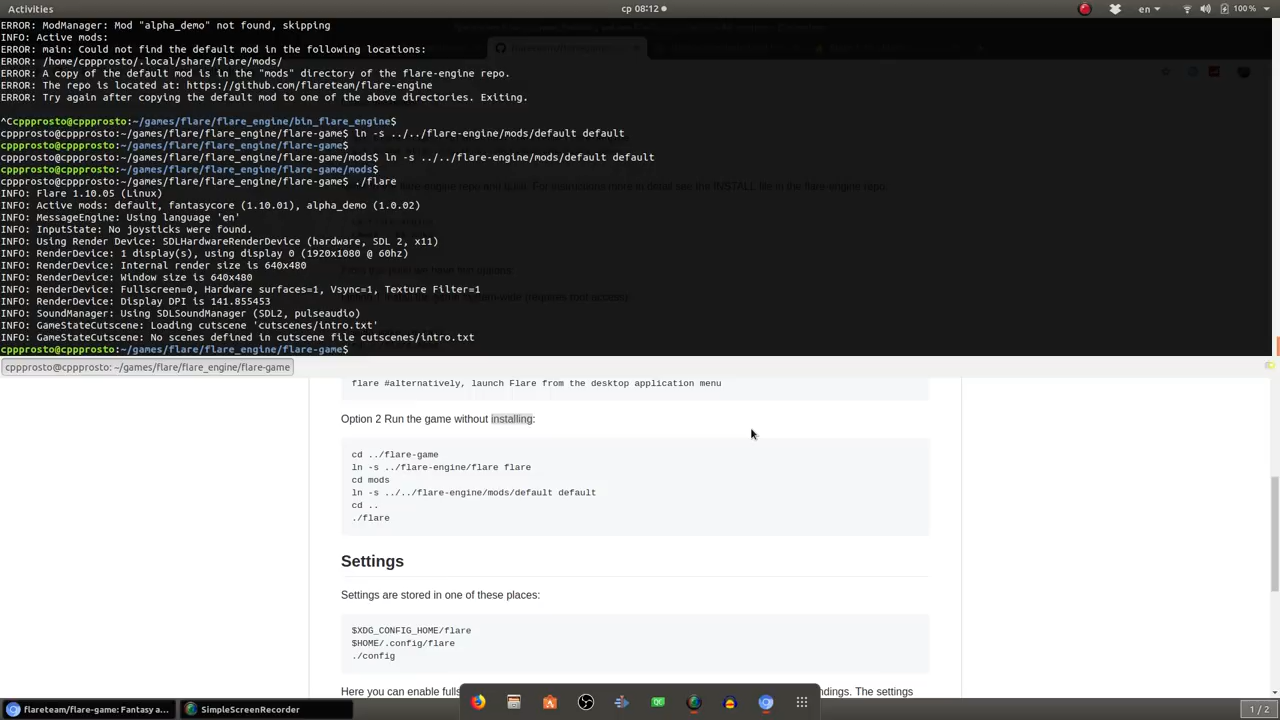 Activities
ср 08:12
en
100 %
ERROR: ModManager: Mod "alpha_demo" not found, skipping
INFO: Active mods:
ERROR: main: Could not find the default mod in the following locations:
ERROR: /home/cppprosto/.local/share/flare/mods/
ERROR: A copy of the default mod is in the "mods" directory of the flare-engine repo.
ERROR: The repo is located at: https://github.com/flareteam/flare-engine
ERROR: Try again after copying the default mod to one of the above directories. Exiting.
^Ccppprosto@cppprosto:~/games/flare/flare_engine/bin_flare_engine$
cppprosto@cppprosto:~/games/flare/flare_engine/flare-game$ ln -s ../../flare-engine/mods/default default
cppprosto@cppprosto:~/games/flare/flare_engine/flare-game$
cppprosto@cppprosto:~/games/flare/flare_engine/flare-game/mods$ ln -s ../../flare-engine/mods/default default
cppprosto@cppprosto:~/games/flare/flare_engine/flare-game/mods$
cppprosto@cppprosto:~/games/flare/flare_engine/flare-game$ ./flare
INFO: Flare 1.10.05 (Linux)
INFO: Active mods: default, fantasycore (1.10.01), alpha_demo (1.0.02)
INFO: MessageEngine: Using language 'en'
INFO: InputState: No joysticks were found.
INFO: Using Render Device: SDLHardwareRenderDevice (hardware, SDL 2, x11)
INFO: RenderDevice: 1 display(s), using display 0 (1920x1080 @ 60hz)
INFO: RenderDevice: Internal render size is 640x480
INFO: RenderDevice: Window size is 640x480
INFO: RenderDevice: Fullscreen=0, Hardware surfaces=1, Vsync=1, Texture Filter=1
INFO: RenderDevice: Display DPI is 141.855453
INFO: SoundManager: Using SDLSoundManager (SDL2, pulseaudio)
INFO: GameStateCutscene: Loading cutscene 'cutscenes/intro.txt'
INFO: GameStateCutscene: No scenes defined in cutscene file cutscenes/intro.txt
cppprosto@cppprosto:~/games/flare/flare_engine/flare-game$
cppprosto@cppprosto: ~/games/flare/flare_engine/flare-game
flare #alternatively, launch Flare from the desktop application menu
Option 2 Run the game without installing:
cd ../flare-game
ln -s ../flare-engine/flare flare
cd mods
ln -s ../../flare-engine/mods/default default
cd ..
./flare
Settings
Settings are stored in one of these places:
$XDG_CONFIG_HOME/flare
$HOME/.config/flare
./config
Here you can enable fulls
ndings. The settings
flareteam/flare-game: Fantasy a...
SimpleScreenRecorder
1 / 2